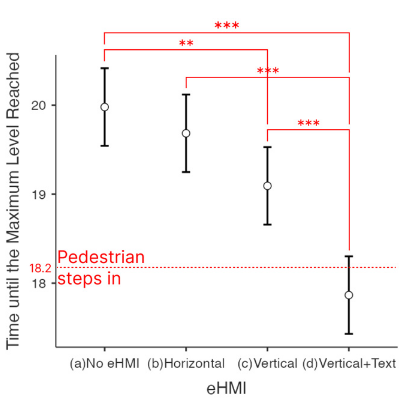 ***
**
***
***
Time until the Maximum Level Reached
20
19
18.2
18
Pedestrian
steps in
(a)No eHMI (b)Horizontal (c)Vertical (d)Vertical+Text
eHMI